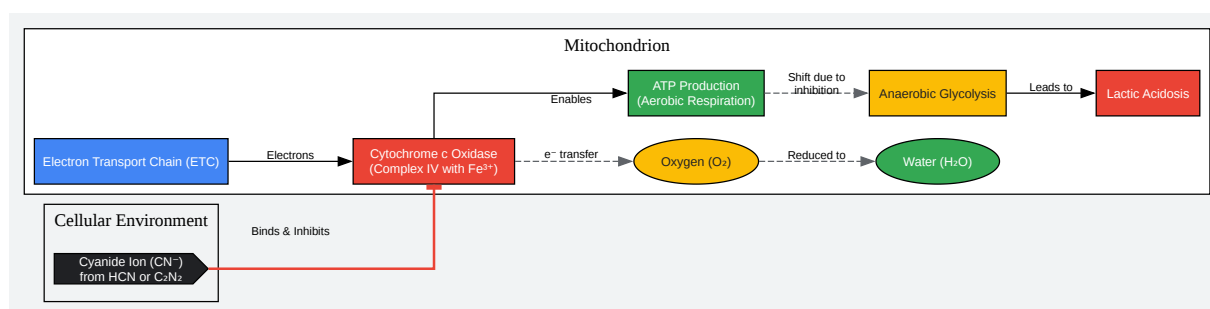 Mitochondrion
ATP Production
(Aerobic Respiration)
Shift due to
inhibition
Anaerobic Glycolysis
Leads to
Lactic Acidosis
Enables
Electron Transport Chain (ETC)
Electrons
Cytochrome c Oxidase
(Complex IV with Fe³⁺)
e⁻ transfer
Oxygen (O₂)
Reduced to
Water (H₂O)
Cellular Environment
Binds & Inhibits
Cyanide Ion (CN⁻)
from HCN or C₂N₂